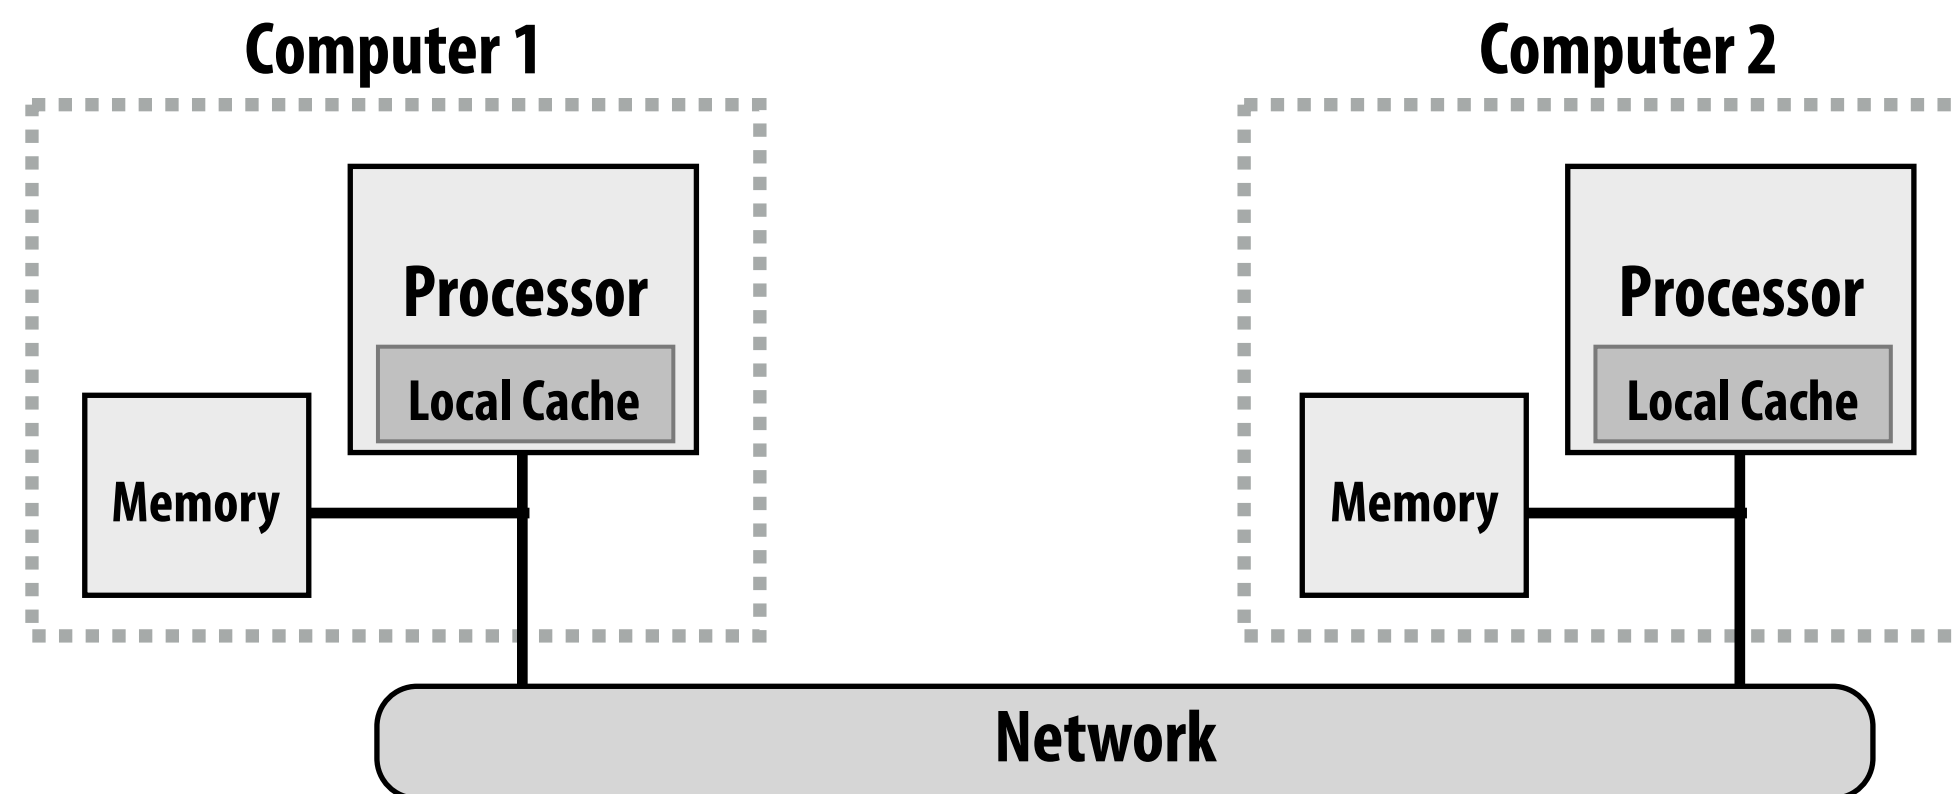 Computer 1
Computer 2
Processor
Local Cache
Memory
Processor
Local Cache
Memory
Network